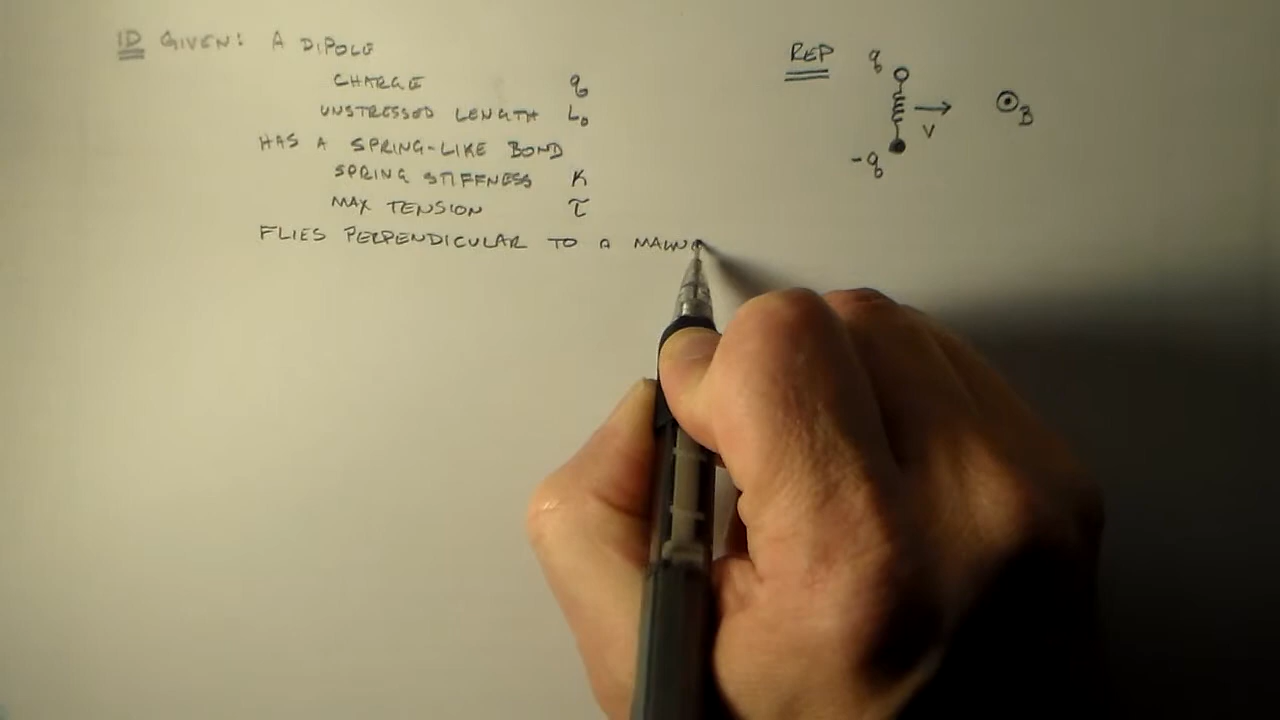 ID GIVEN: A DIPOLE
CHARGE q
UNSTRESSED LENGTH L₀
HAS A SPRING-LIKE BOND
SPRING STIFFNESS K
MAX TENSION τ
FLIES PERPENDICULAR TO A MAGN
REP
q
V
B
-q